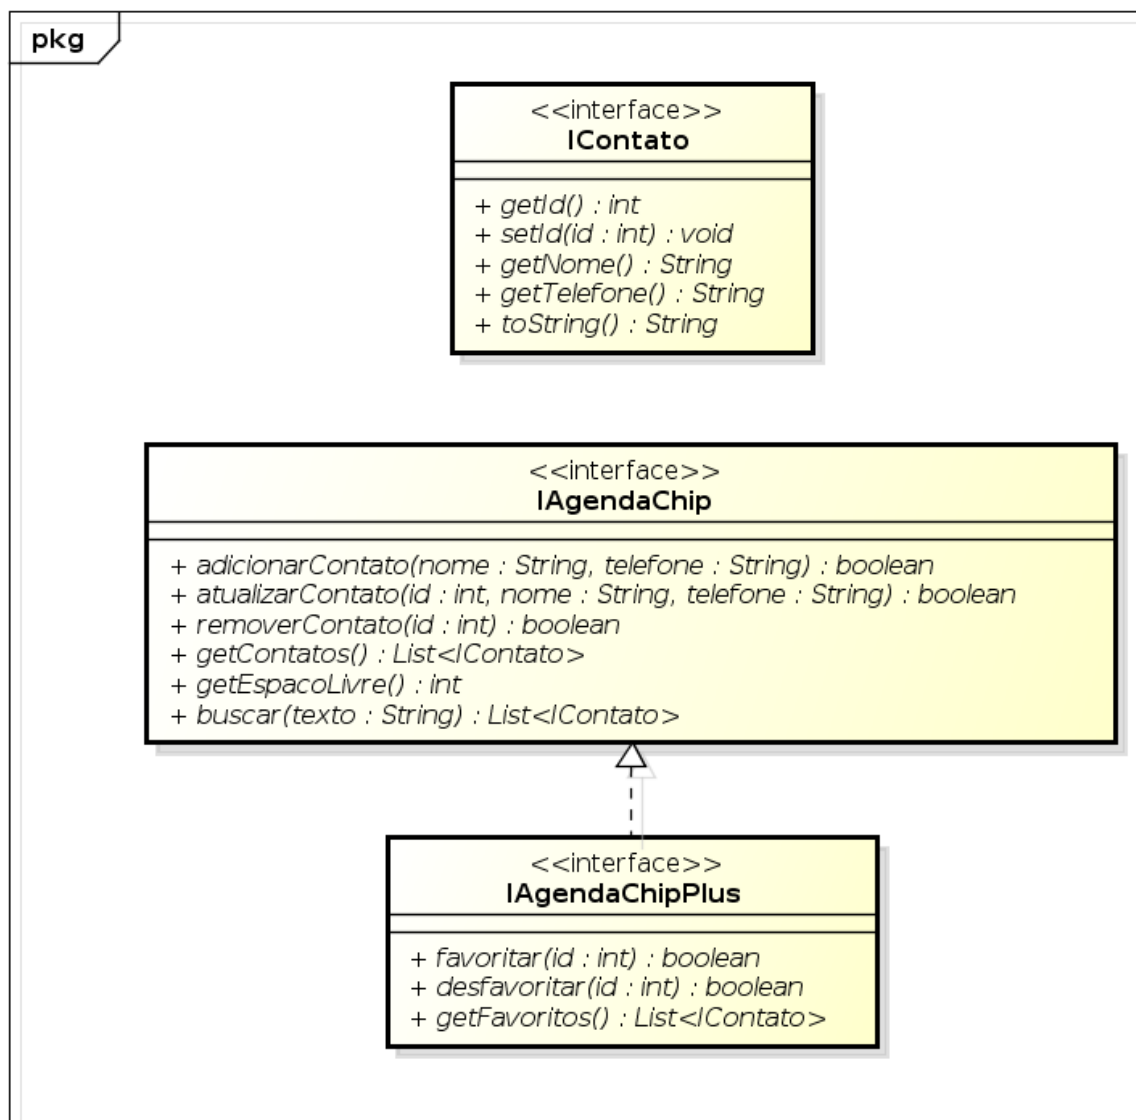 pkg
<<interface>>
IContato
+ getId() : int
+ setId(id : int) : void
+ getNome() : String
+ getTelefone() : String
+ toString() : String
<<interface>>
IAgendaChip
+ adicionarContato(nome : String, telefone : String) : boolean
+ atualizarContato(id : int, nome : String, telefone : String) : boolean
+ removerContato(id : int) : boolean
+ getContatos() : List<IContato>
+ getEspacoLivre() : int
+ buscar(texto : String) : List<IContato>
<<interface>>
IAgendaChipPlus
+ favoritar(id : int) : boolean
+ desfavoritar(id : int) : boolean
+ getFavoritos() : List<IContato>